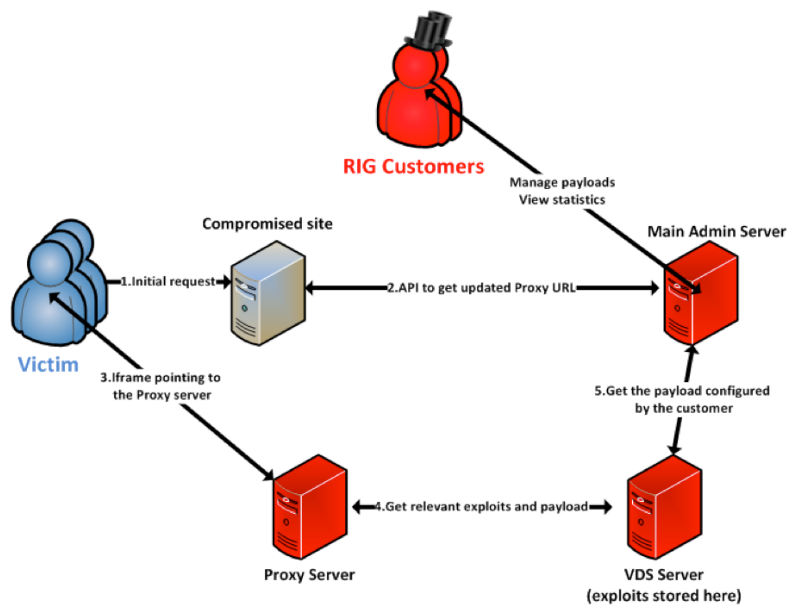 RIG Customers
Manage payloads
View statistics
Compromised site
Main Admin Server
1.Initial request
2.API to get updated Proxy URL
Victim
3.Iframe pointing to
the Proxy server
5.Get the payload configured
by the customer
4.Get relevant exploits and payload
Proxy Server
VDS Server
(exploits stored here)